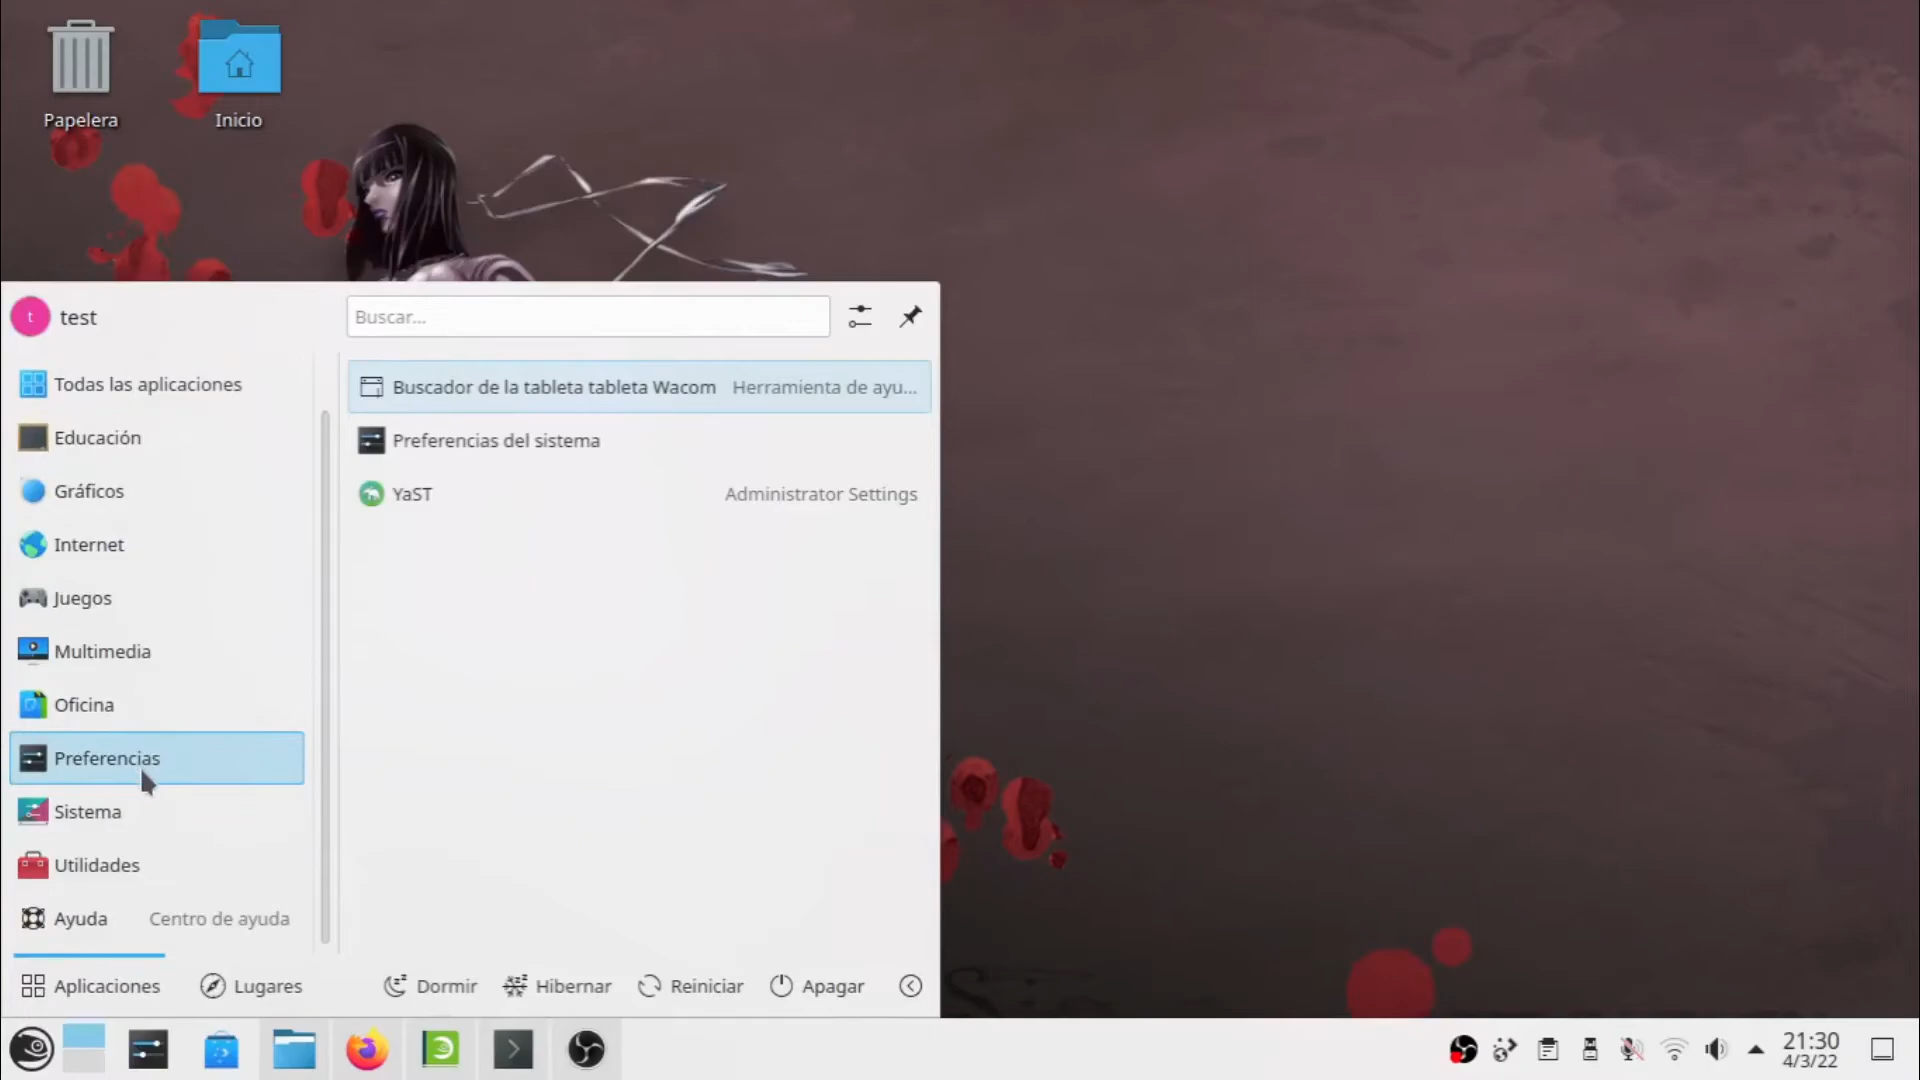 Papelera
Inicio
t
test
Buscar...
Todas las aplicaciones
Educación
Gráficos
Internet
Juegos
Multimedia
Oficina
Preferencias
Sistema
Utilidades
Ayuda Centro de ayuda
Buscador de la tableta tableta Wacom Herramienta de ayu...
Preferencias del sistema
YaST Administrator Settings
Aplicaciones Lugares Dormir Hibernar Reiniciar Apagar
21:30
4/3/22